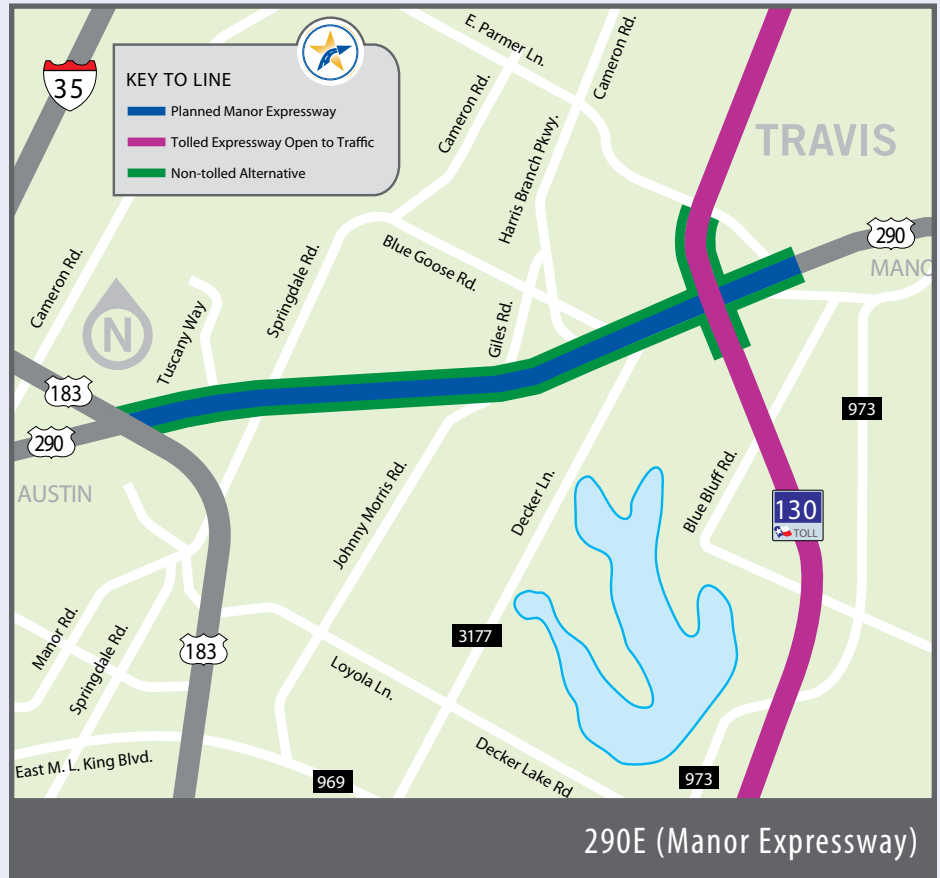 E. Parmer Ln.
Cameron Rd.
35
KEY TO LINE
Planned Manor Expressway
Tolled Expressway Open to Traffic
Non-tolled Alternative
Cameron Rd.
Harris Branch Pkwy.
TRAVIS
290
MANO
Cameron Rd.
Springdale Rd.
Blue Goose Rd.
N
Tuscany Way
Giles Rd.
183
290
973
AUSTIN
Johnny Morris Rd.
Decker Ln.
Blue Bluff Rd.
130
TOLL
Manor Rd.
Springdale Rd.
183
3177
Loyola Ln.
East M. L. King Blvd.
969
Decker Lake Rd
973
290E (Manor Expressway)